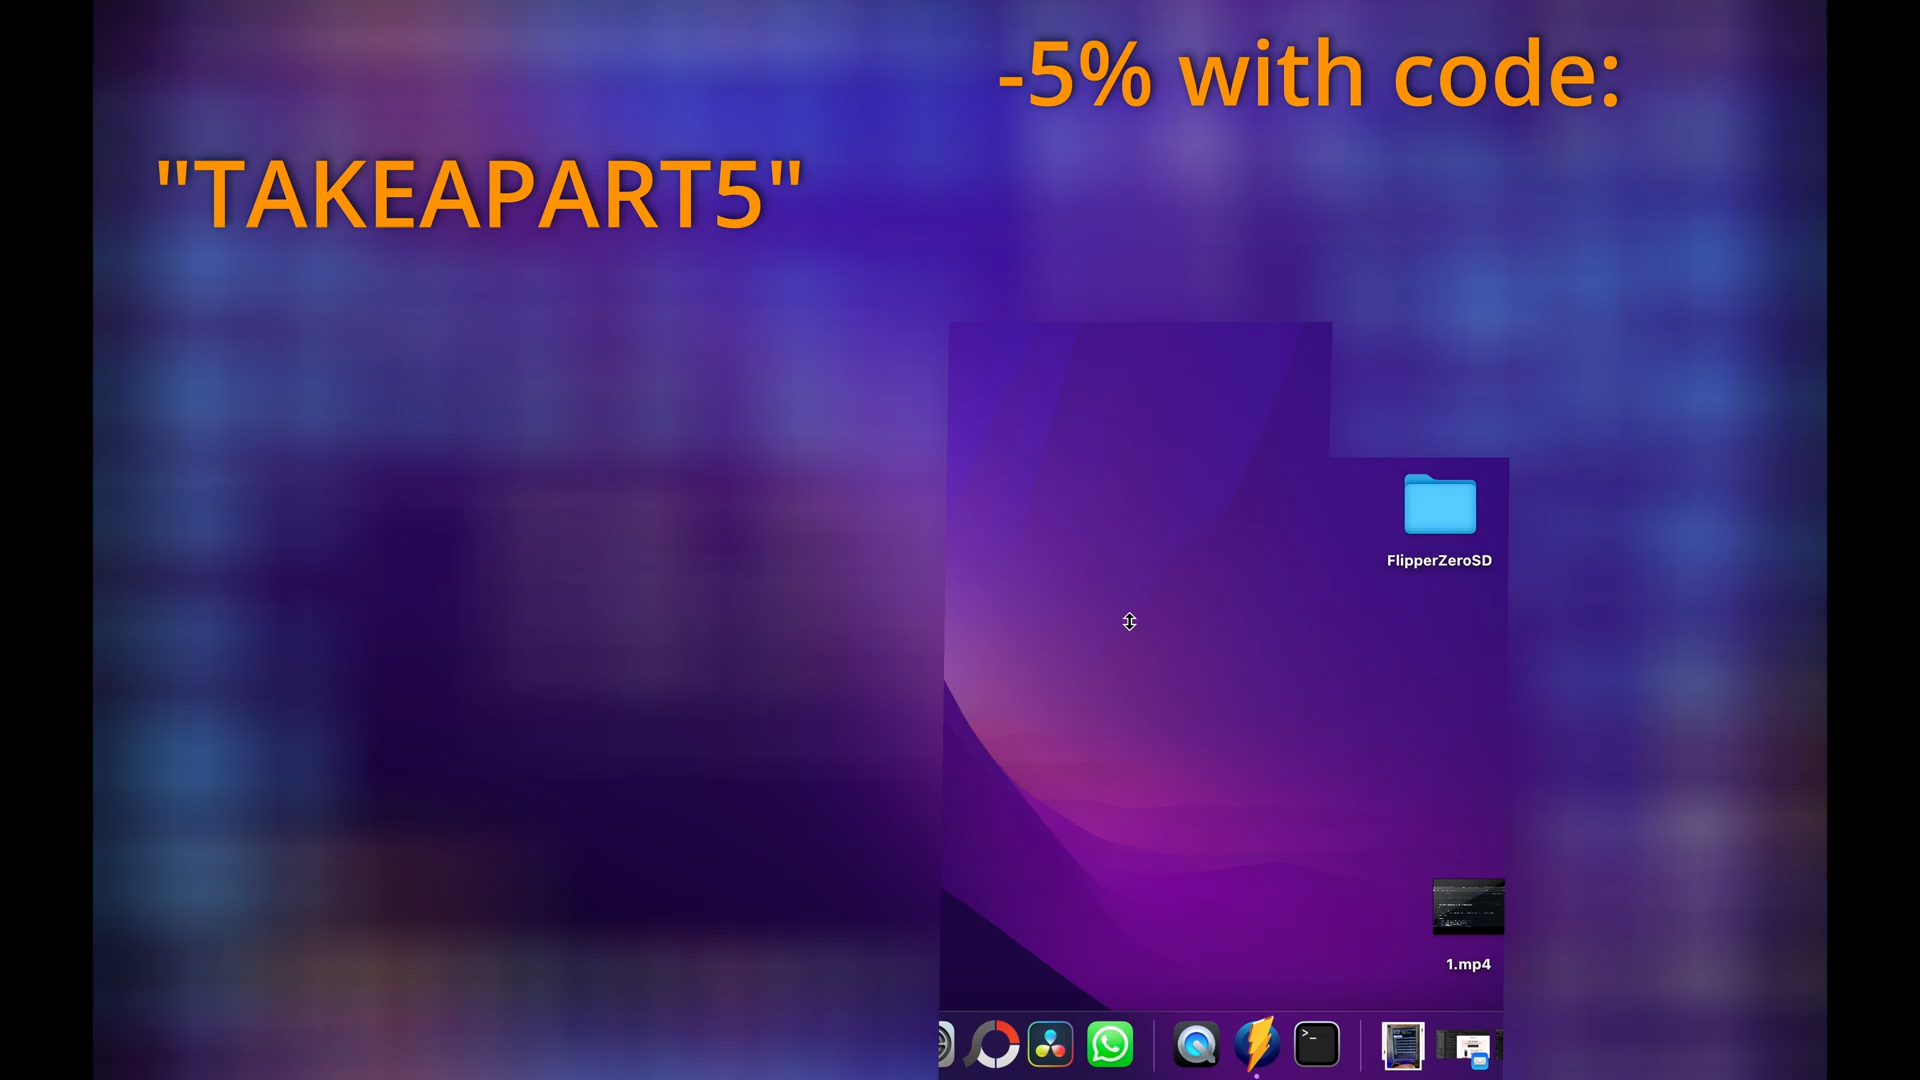 -5% with code:
"TAKEAPART5"
FlipperZeroSD
1.mp4
>_